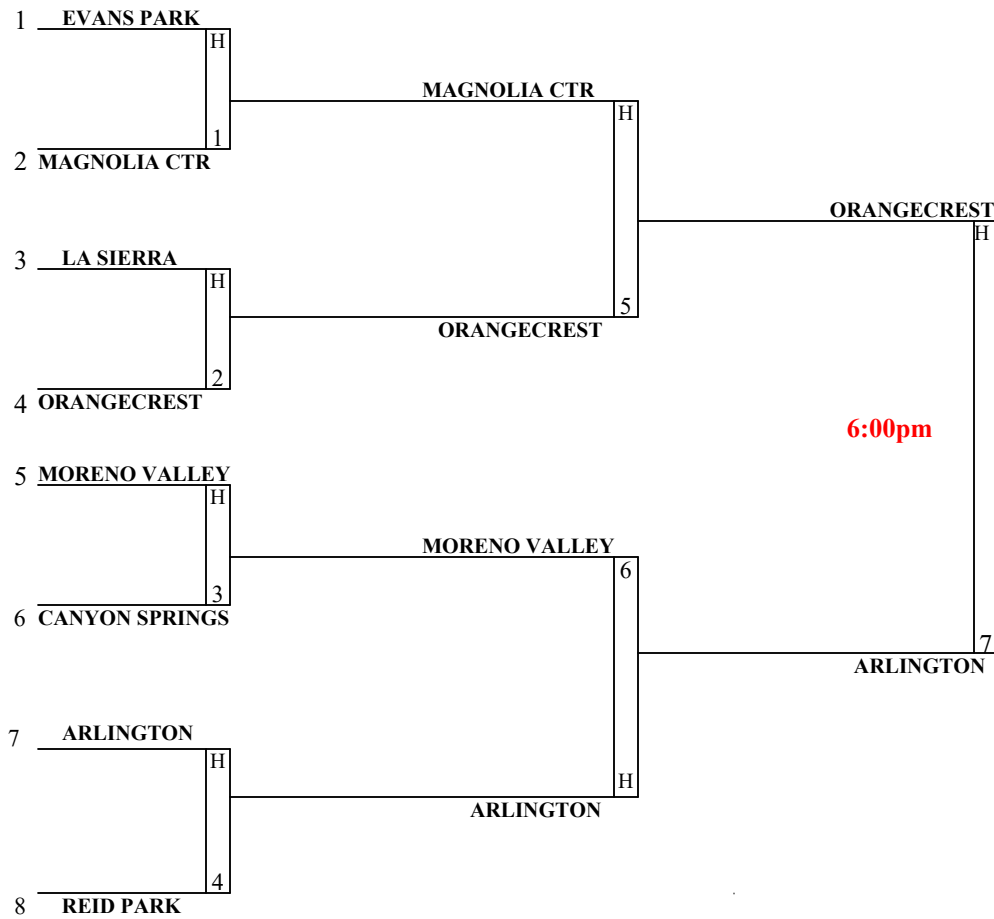 1 EVANS PARK
H
MAGNOLIA CTR
H
1
2 MAGNOLIA CTR
ORANGECREST
H
3 LA SIERRA
H
5
ORANGECREST
2
4 ORANGECREST
6:00pm
5 MORENO VALLEY
H
MORENO VALLEY
6
3
6 CANYON SPRINGS
7
ARLINGTON
7 ARLINGTON
H
H
ARLINGTON
4
8 REID PARK